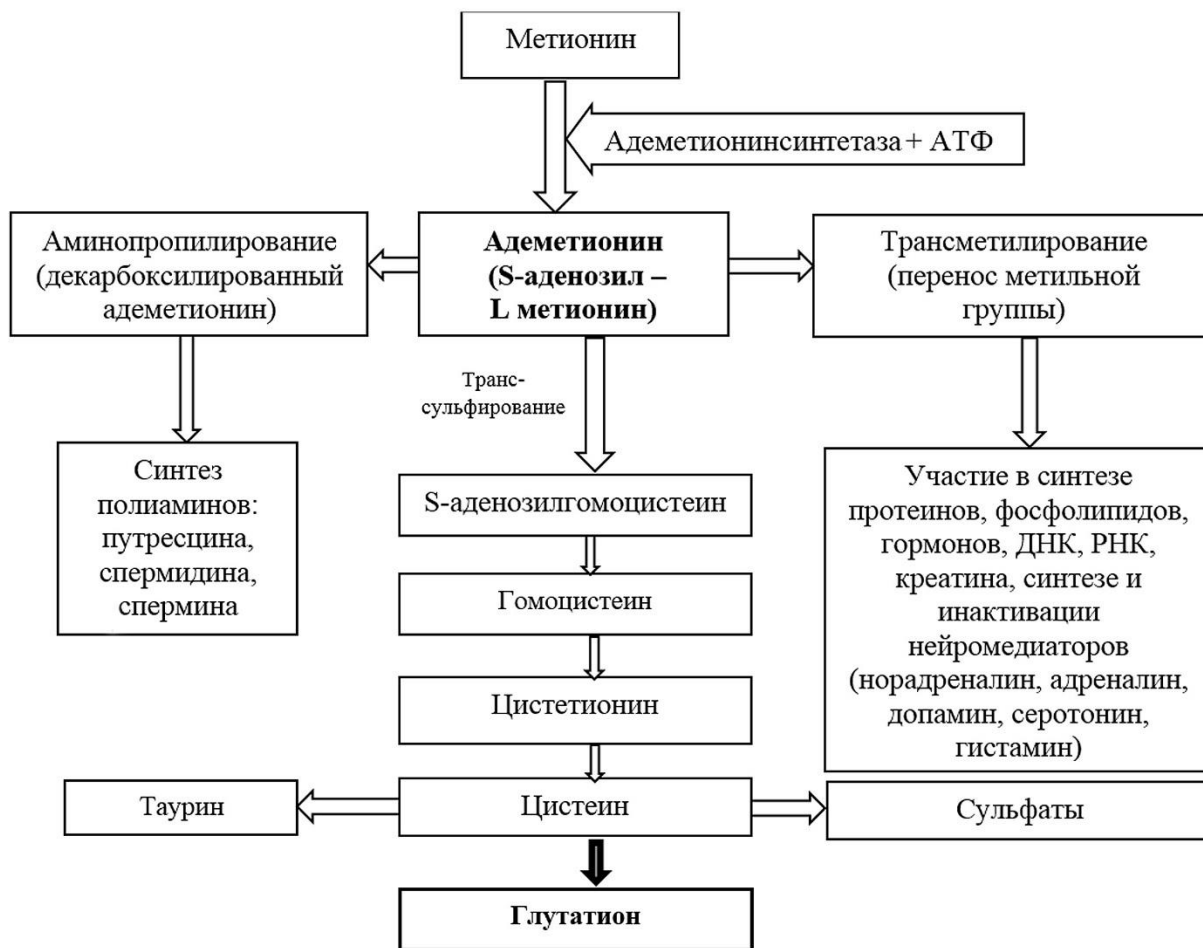 Метионин
Адеметионинсинтетаза + АТФ
Аминопропилирование
(декарбоксилированный
адеметионин)
Адеметионин
(S-аденозил –
L метионин)
Трансметилирование
(перенос метильной
группы)
Транс-
сульфирование
Синтез
полиаминов:
путресцина,
спермидина,
спермина
S-аденозилгомоцистеин
Гомоцистеин
Цистетионин
Участие в синтезе
протеинов, фосфолипидов,
гормонов, ДНК, РНК,
креатина, синтезе и
инактивации
нейромедиаторов
(норадреналин, адреналин,
допамин, серотонин,
гистамин)
Таурин
Цистеин
Сульфаты
Глутатион